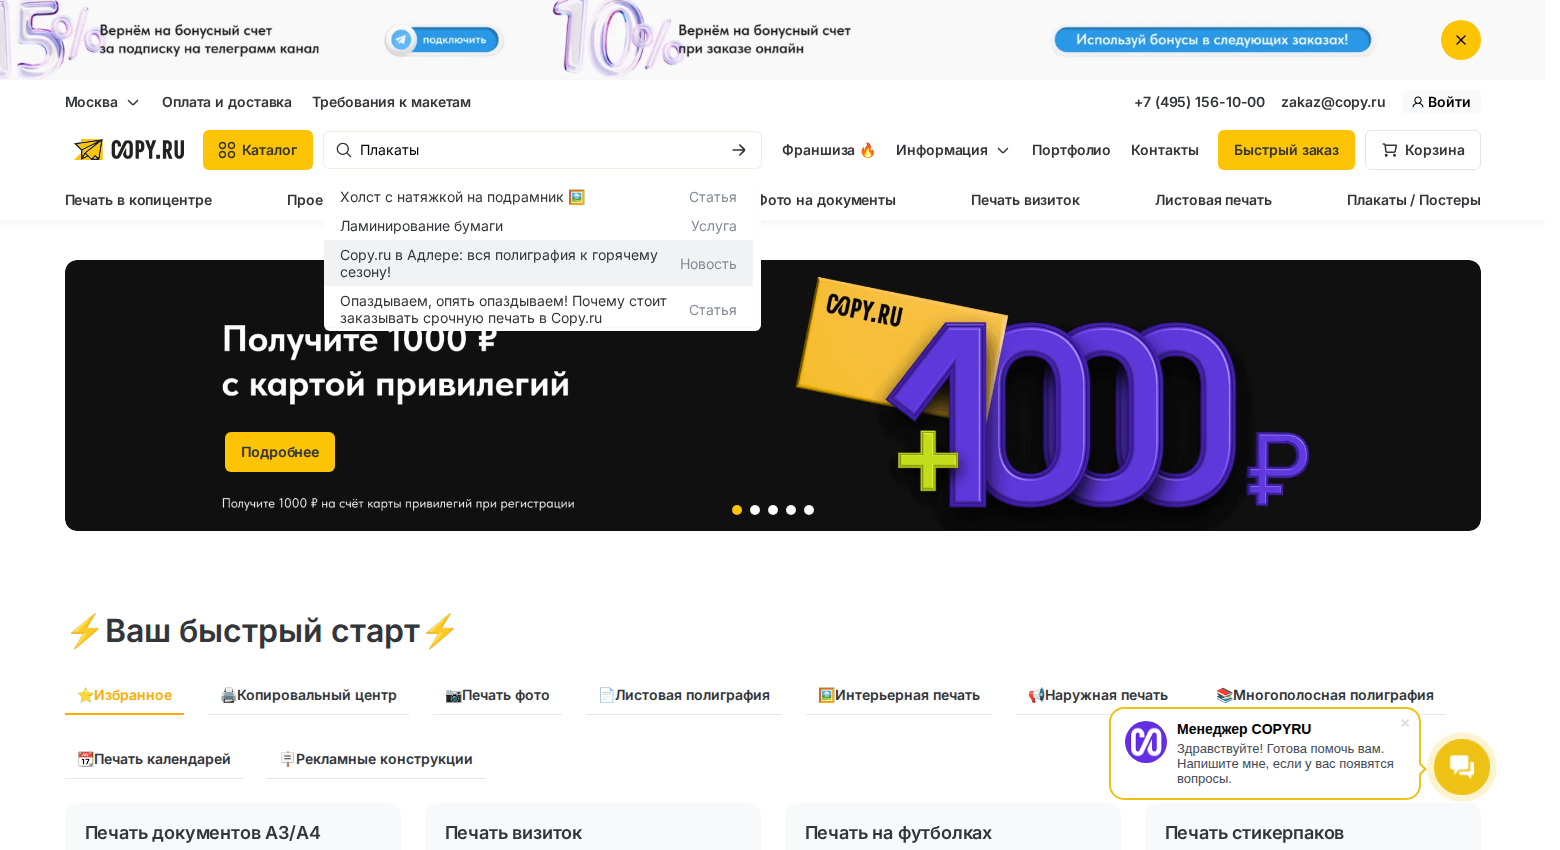 15% Вернём на бонусный счет
за подписку на телеграмм канал
подключить
10% Вернём на бонусный счет
при заказе онлайн
Используй бонусы в следующих заказах!
Москва Оплата и доставка Требования к макетам +7 (495) 156-10-00 zakaz@copy.ru Войти
COPY.RU Каталог Плакаты Франшиза 🔥 Информация Портфолио Контакты Быстрый заказ Корзина
Печать в копицентре Прое Фото на документы Печать визиток Листовая печать Плакаты / Постеры
Холст с натяжкой на подрамник 🖼️ Статья
Ламинирование бумаги Услуга
Copy.ru в Адлере: вся полиграфия к горячему
сезону! Новость
Опаздываем, опять опаздываем! Почему стоит
заказывать срочную печать в Copy.ru Статья
Получите 1000 ₽
с картой привилегий
Подробнее
Получите 1000 ₽ на счёт карты привилегий при регистрации
COPY.RU
+1000 ₽
⚡Ваш быстрый старт⚡
⭐Избранное 🖨️Копировальный центр 📷Печать фото 📄Листовая полиграфия 🖼️Интерьерная печать 📢Наружная печать 📚Многополосная полиграфия
📆Печать календарей 🪧Рекламные конструкции
Менеджер COPYRU
Здравствуйте! Готова помочь вам.
Напишите мне, если у вас появятся
вопросы.
Печать документов А3/А4 Печать визиток Печать на футболках Печать стикерпаков